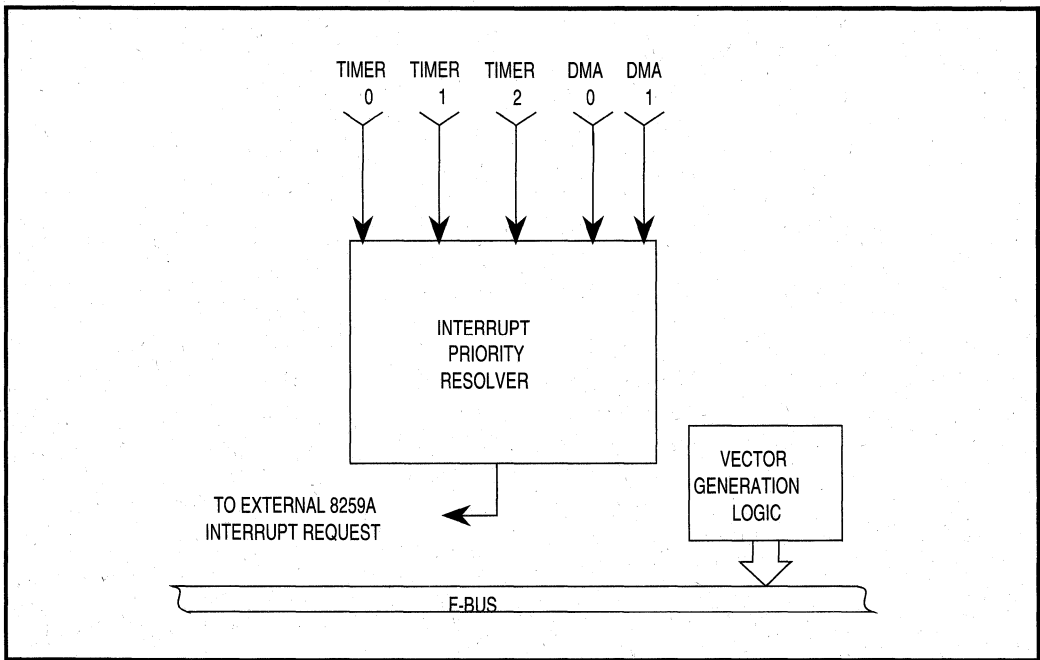 TIMER TIMER TIMER DMA DMA
0 1 2 0 1
INTERRUPT
PRIORITY
RESOLVER
VECTOR
GENERATION
LOGIC
TO EXTERNAL 8259A
INTERRUPT REQUEST
F-BUS